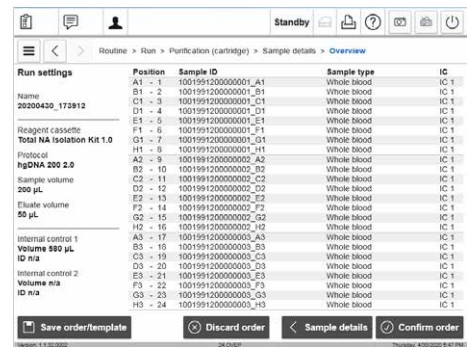 Standby
Routine > Run > Purification (cartridge) > Sample details > Overview
Run settings
Name
20200430_173912
Reagent cassette
Total NA Isolation Kit 1.0
Protocol
hgDNA 200 2.0
Sample volume
200 µL
Eluate volume
50 µL
Internal control 1
Volume 580 µL
ID n/a
Internal control 2
Volume n/a
ID n/a
Position Sample ID Sample type IC
A1 - 1 1001991200000001_A1 Whole blood IC 1
B1 - 2 1001991200000001_B1 Whole blood IC 1
C1 - 3 1001991200000001_C1 Whole blood IC 1
D1 - 4 1001991200000001_D1 Whole blood IC 1
E1 - 5 1001991200000001_E1 Whole blood IC 1
F1 - 6 1001991200000001_F1 Whole blood IC 1
G1 - 7 1001991200000001_G1 Whole blood IC 1
H1 - 8 1001991200000001_H1 Whole blood IC 1
A2 - 9 1001991200000002_A2 Whole blood IC 1
B2 - 10 1001991200000002_B2 Whole blood IC 1
C2 - 11 1001991200000002_C2 Whole blood IC 1
D2 - 12 1001991200000002_D2 Whole blood IC 1
E2 - 13 1001991200000002_E2 Whole blood IC 1
F2 - 14 1001991200000002_F2 Whole blood IC 1
G2 - 15 1001991200000002_G2 Whole blood IC 1
H2 - 16 1001991200000002_H2 Whole blood IC 1
A3 - 17 1001991200000003_A3 Whole blood IC 1
B3 - 18 1001991200000003_B3 Whole blood IC 1
C3 - 19 1001991200000003_C3 Whole blood IC 1
D3 - 20 1001991200000003_D3 Whole blood IC 1
E3 - 21 1001991200000003_E3 Whole blood IC 1
F3 - 22 1001991200000003_F3 Whole blood IC 1
G3 - 23 1001991200000003_G3 Whole blood IC 1
H3 - 24 1001991200000003_H3 Whole blood IC 1
Save order/template Discard order Sample details Confirm order
Thursday, 4/30/2020 5:47 PM